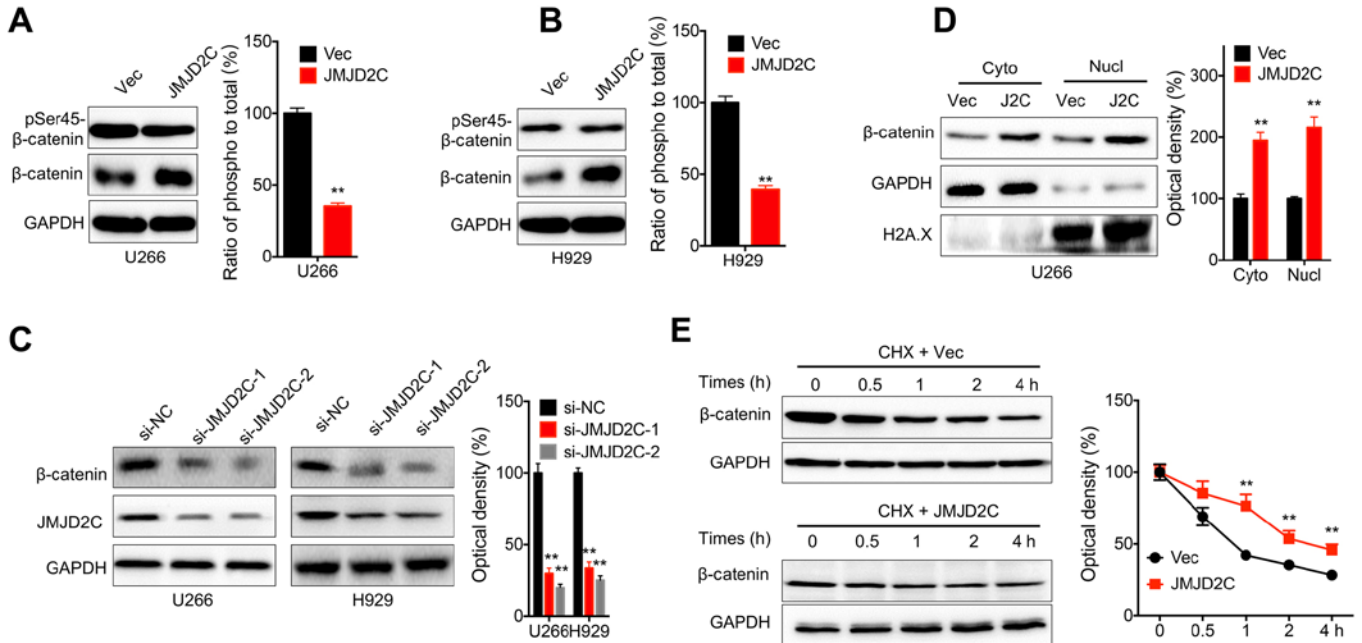 A
Vec JMJD2C
pSer45-
β-catenin
β-catenin
GAPDH
U266
Ratio of phospho to total (%)
150
100
50
0
Vec
JMJD2C
**
U266
B
Vec JMJD2C
pSer45-
β-catenin
β-catenin
GAPDH
H929
Ratio of phospho to total (%)
150
100
50
0
Vec
JMJD2C
**
H929
D
Cyto Nucl
Vec J2C Vec J2C
β-catenin
GAPDH
H2A.X
U266
Optical density (%)
300
200
100
0
Vec
JMJD2C
** **
Cyto Nucl
C
si-NC si-JMJD2C-1 si-JMJD2C-2 si-NC si-JMJD2C-1 si-JMJD2C-2
β-catenin
JMJD2C
GAPDH
U266 H929
Optical density (%)
150
100
50
0
si-NC
si-JMJD2C-1
si-JMJD2C-2
** ** ** **
U266 H929
E
CHX + Vec
Times (h) 0 0.5 1 2 4 h
β-catenin
GAPDH
CHX + JMJD2C
Times (h) 0 0.5 1 2 4 h
β-catenin
GAPDH
Optical density (%)
150
100
50
0
** ** **
Vec
JMJD2C
0 0.5 1 2 4 h